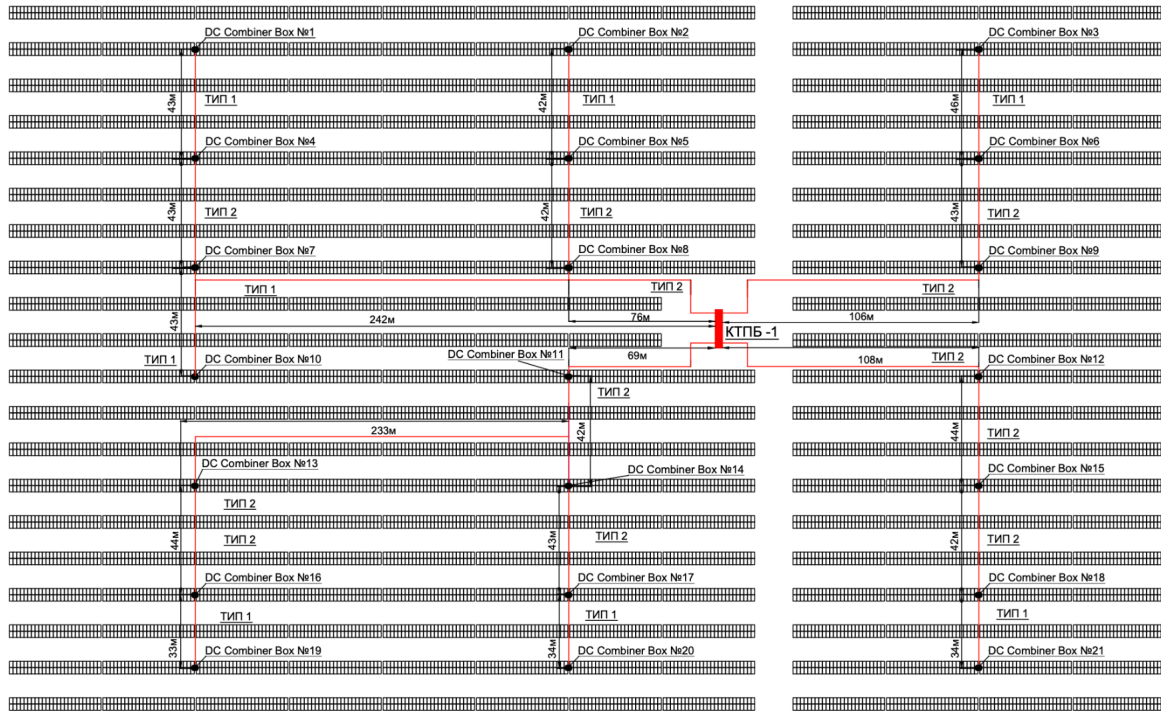 DC Combiner Box №1
DC Combiner Box №2
DC Combiner Box №3
43м
ТИП 1
42м
ТИП 1
46м
ТИП 1
DC Combiner Box №4
DC Combiner Box №5
DC Combiner Box №6
43м
ТИП 2
42м
ТИП 2
43м
ТИП 2
DC Combiner Box №7
DC Combiner Box №8
DC Combiner Box №9
ТИП 1
ТИП 2
ТИП 2
43м
242м
76м
106м
КТПБ -1
ТИП 1
DC Combiner Box №10
DC Combiner Box №11
69м
108м
ТИП 2
DC Combiner Box №12
ТИП 2
233м
42м
44м
ТИП 2
DC Combiner Box №13
DC Combiner Box №14
DC Combiner Box №15
ТИП 2
44м
ТИП 2
43м
ТИП 2
42м
ТИП 2
DC Combiner Box №16
DC Combiner Box №17
DC Combiner Box №18
ТИП 1
ТИП 1
ТИП 1
33м
34м
34м
DC Combiner Box №19
DC Combiner Box №20
DC Combiner Box №21